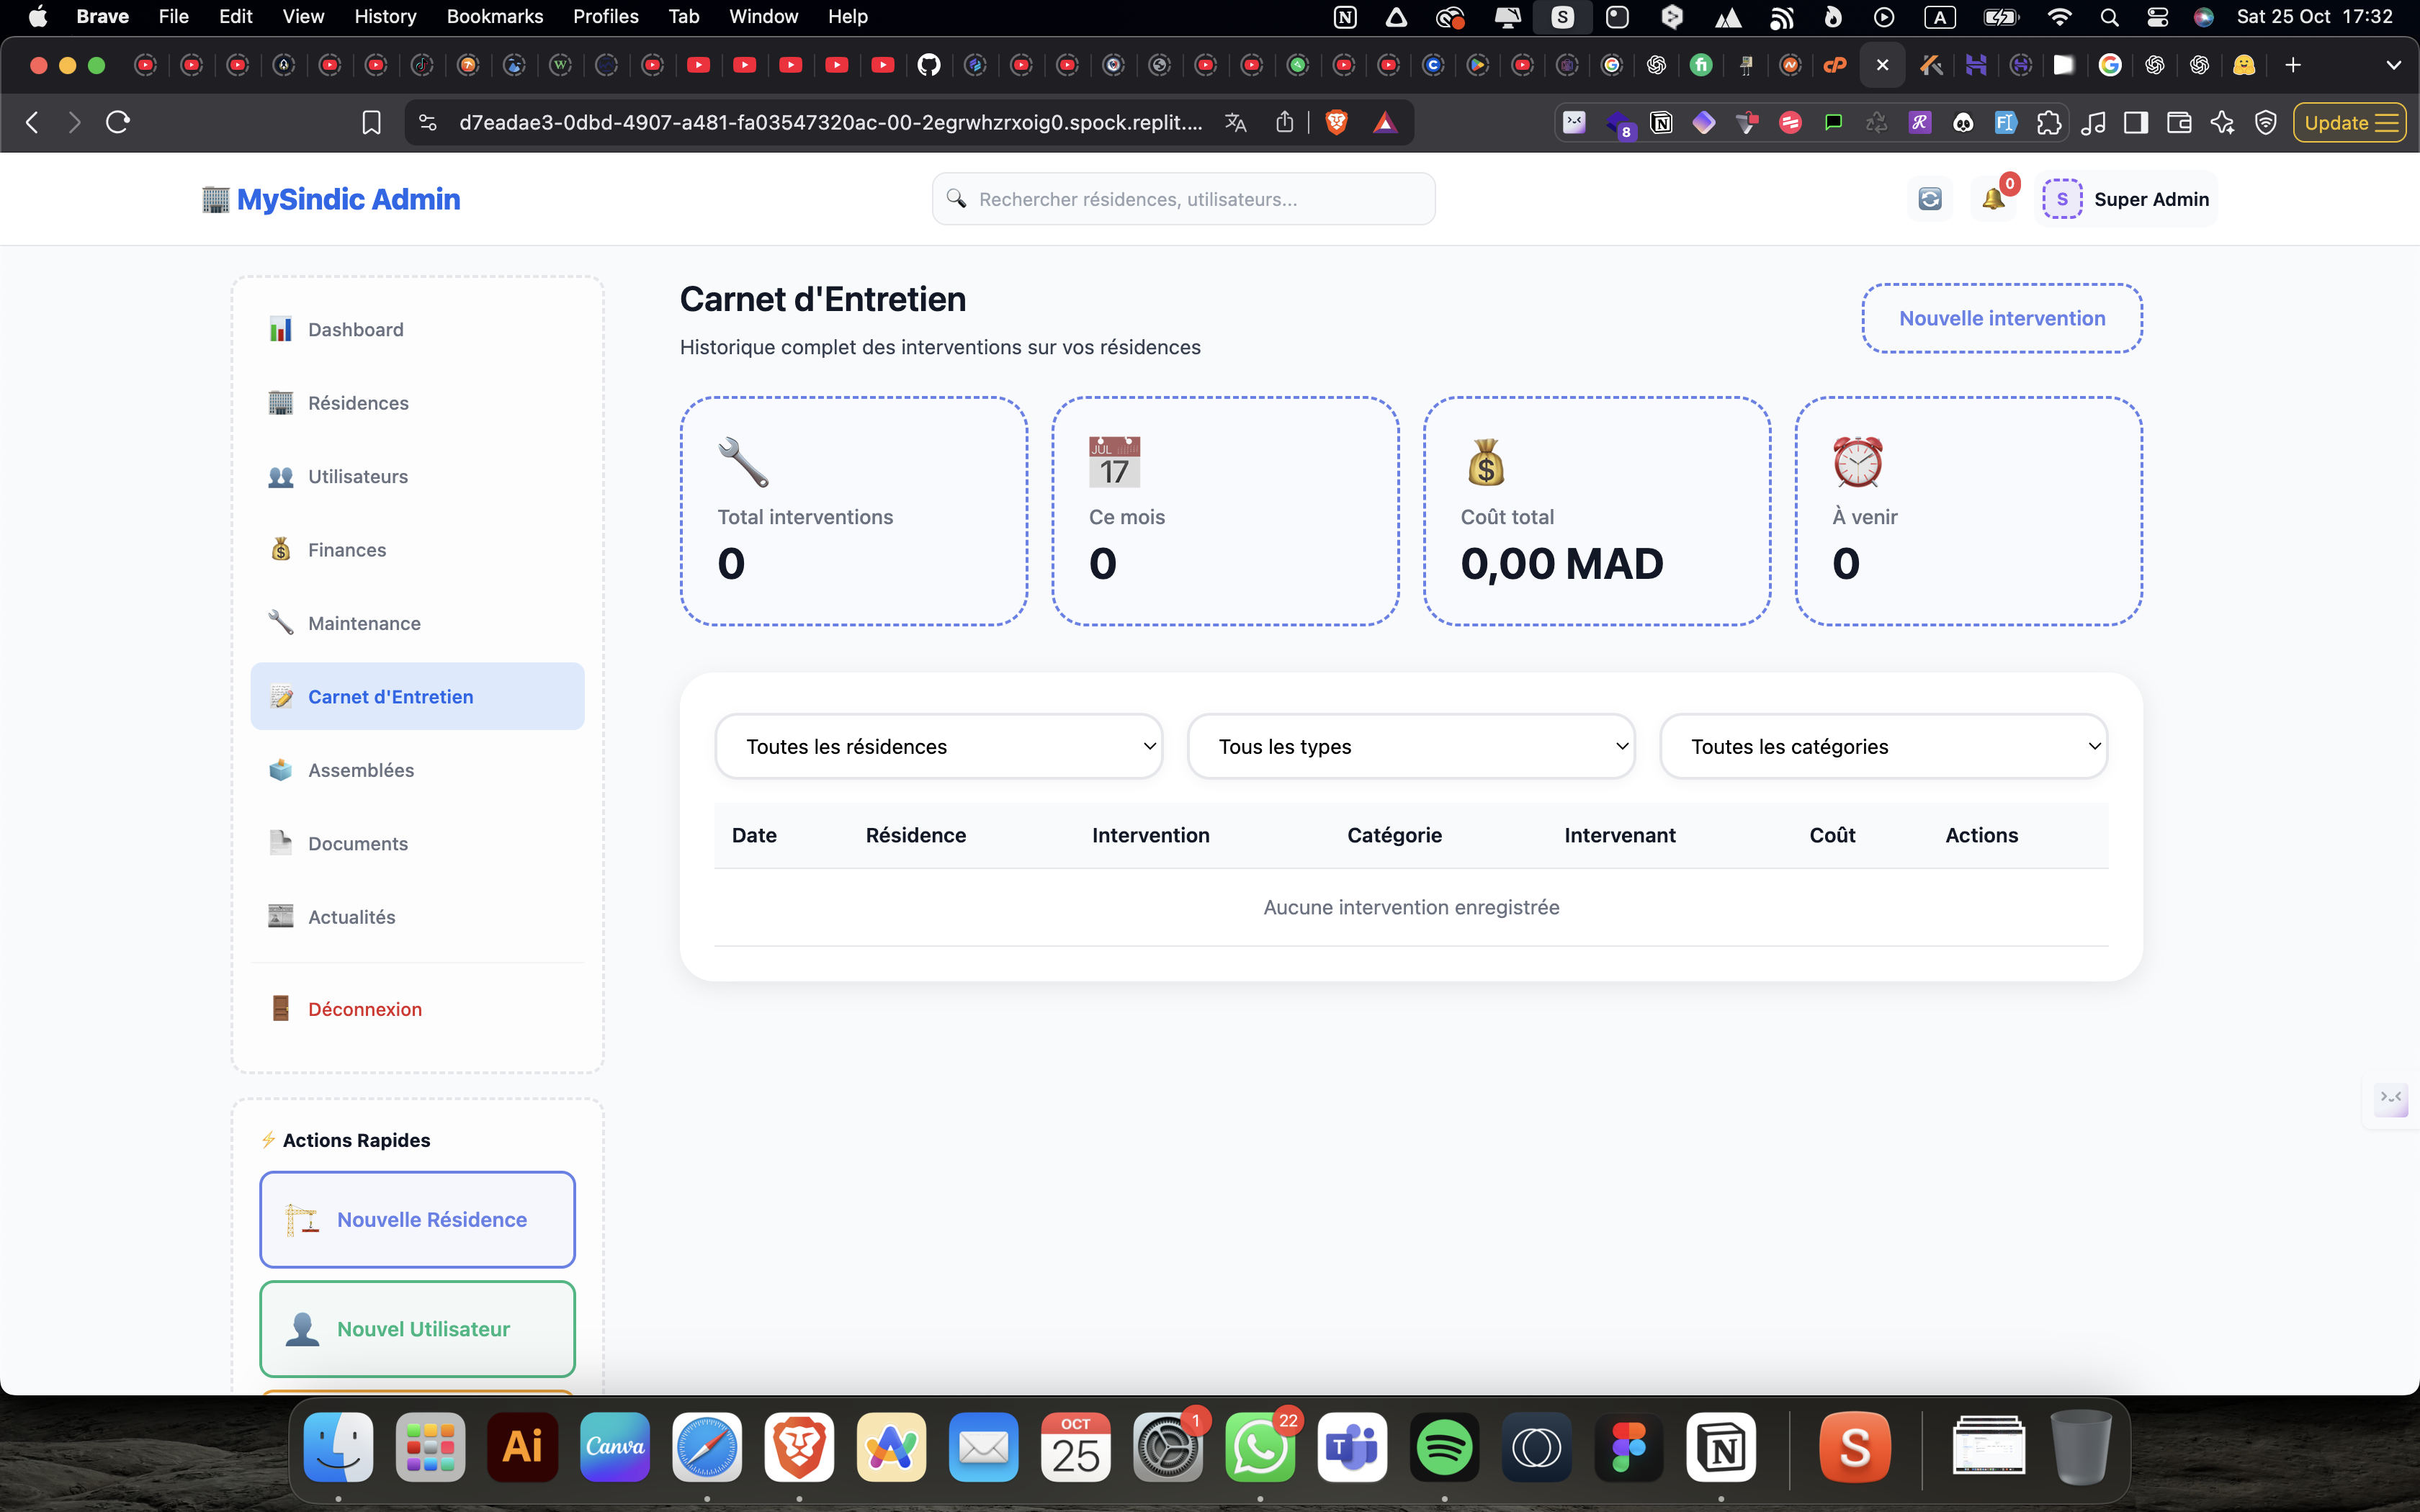 Brave File Edit View History Bookmarks Profiles Tab Window Help
A
Sat 25 Oct 17:32
d7eadae3-0dbd-4907-a481-fa03547320ac-00-2egrwhzrxoig0.spock.replit....
8
Update
MySindic Admin
Rechercher résidences, utilisateurs...
0
S
Super Admin
Dashboard
Résidences
Utilisateurs
Finances
Maintenance
Carnet d'Entretien
Assemblées
Documents
Actualités
Déconnexion
Actions Rapides
Nouvelle Résidence
Nouvel Utilisateur
Carnet d'Entretien
Historique complet des interventions sur vos résidences
Nouvelle intervention
Total interventions
0
JUL
17
Ce mois
0
Coût total
0,00 MAD
À venir
0
Toutes les résidences
Tous les types
Toutes les catégories
Date Résidence Intervention Catégorie Intervenant Coût Actions
Aucune intervention enregistrée
Ai
Canva
OCT
25
1
22
T
N
S